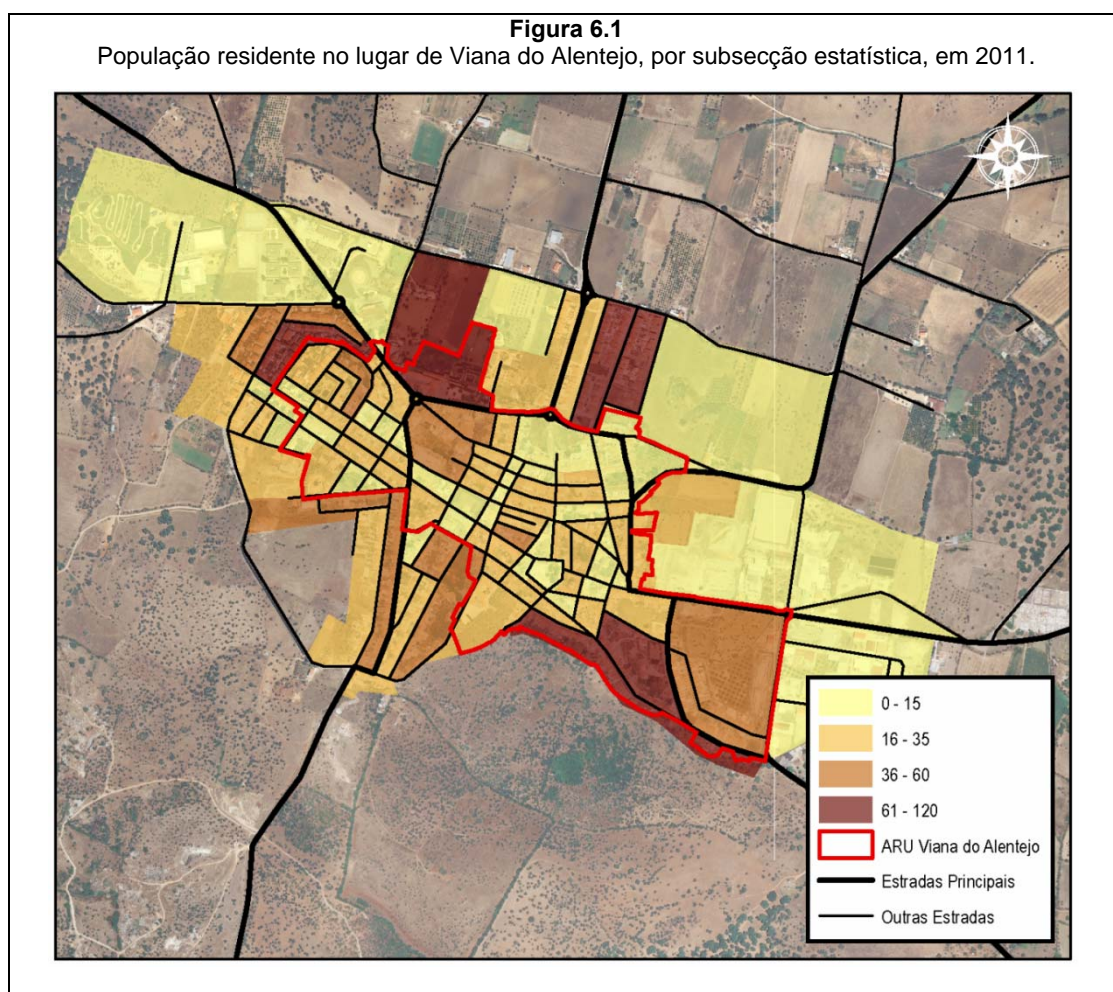 Figura 6.1
População residente no lugar de Viana do Alentejo, por subsecção estatística, em 2011.
0 - 15
16 - 35
36 - 60
61 - 120
ARU Viana do Alentejo
Estradas Principais
Outras Estradas